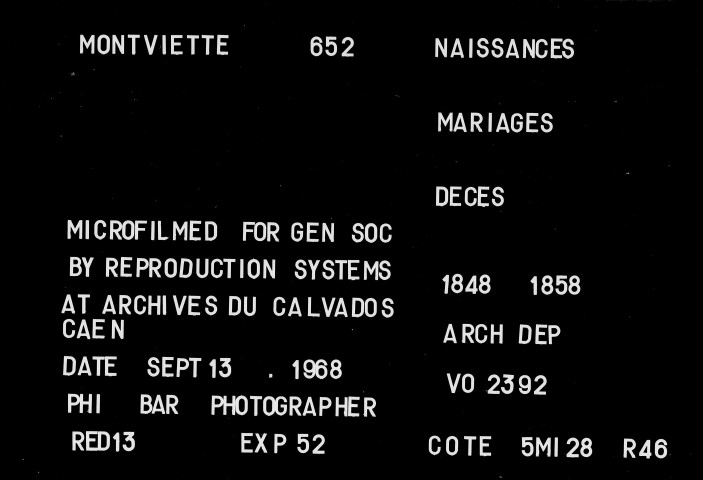 MONTVIETTE 652
NAISSANCES
MARIAGES
DECES
MICROFILMED FOR GEN SOC
BY REPRODUCTION SYSTEMS
AT ARCHIVES DU CALVADOS
CAEN
DATE SEPT 13 . 1968
PHI BAR PHOTOGRAPHER
RED13 EXP 52
1848 1858
ARCH DEP
VO 2392
COTE 5MI 28 R46